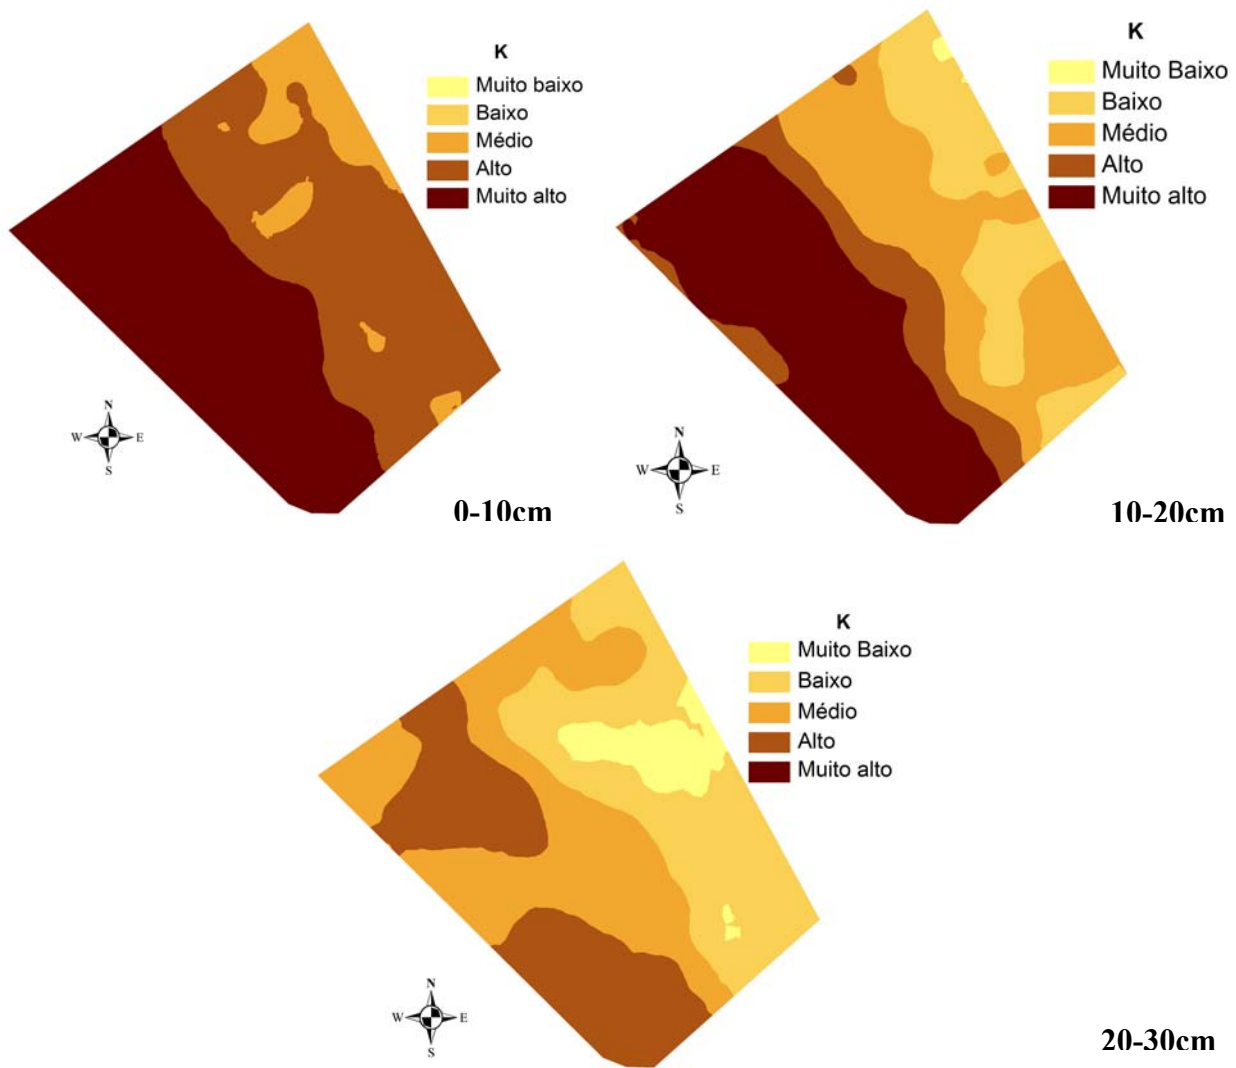 K
Muito baixo
Baixo
Médio
Alto
Muito alto
N
W E
S
0-10cm
K
Muito Baixo
Baixo
Médio
Alto
Muito alto
N
W E
S
10-20cm
K
Muito Baixo
Baixo
Médio
Alto
Muito alto
N
W E
S
20-30cm